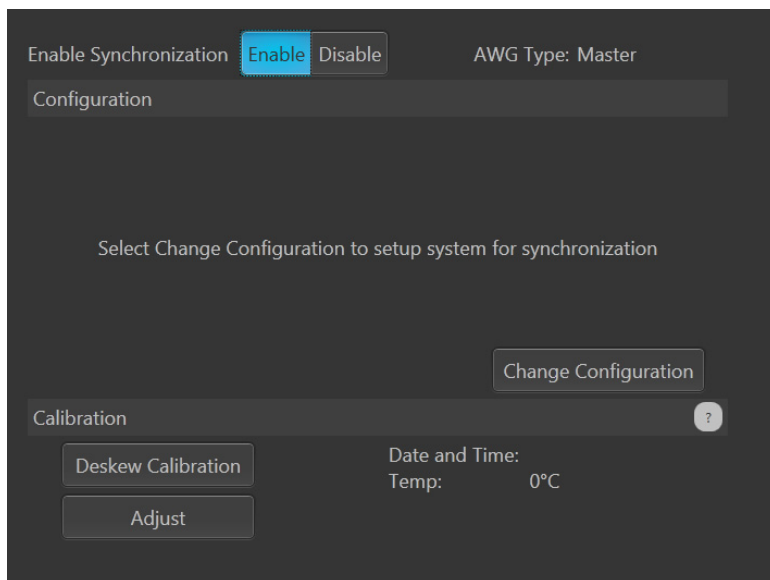 Enable Synchronization Enable Disable AWG Type: Master
Configuration
Select Change Configuration to setup system for synchronization
Change Configuration
Calibration ?
Deskew Calibration
Date and Time:
Temp: 0°C
Adjust